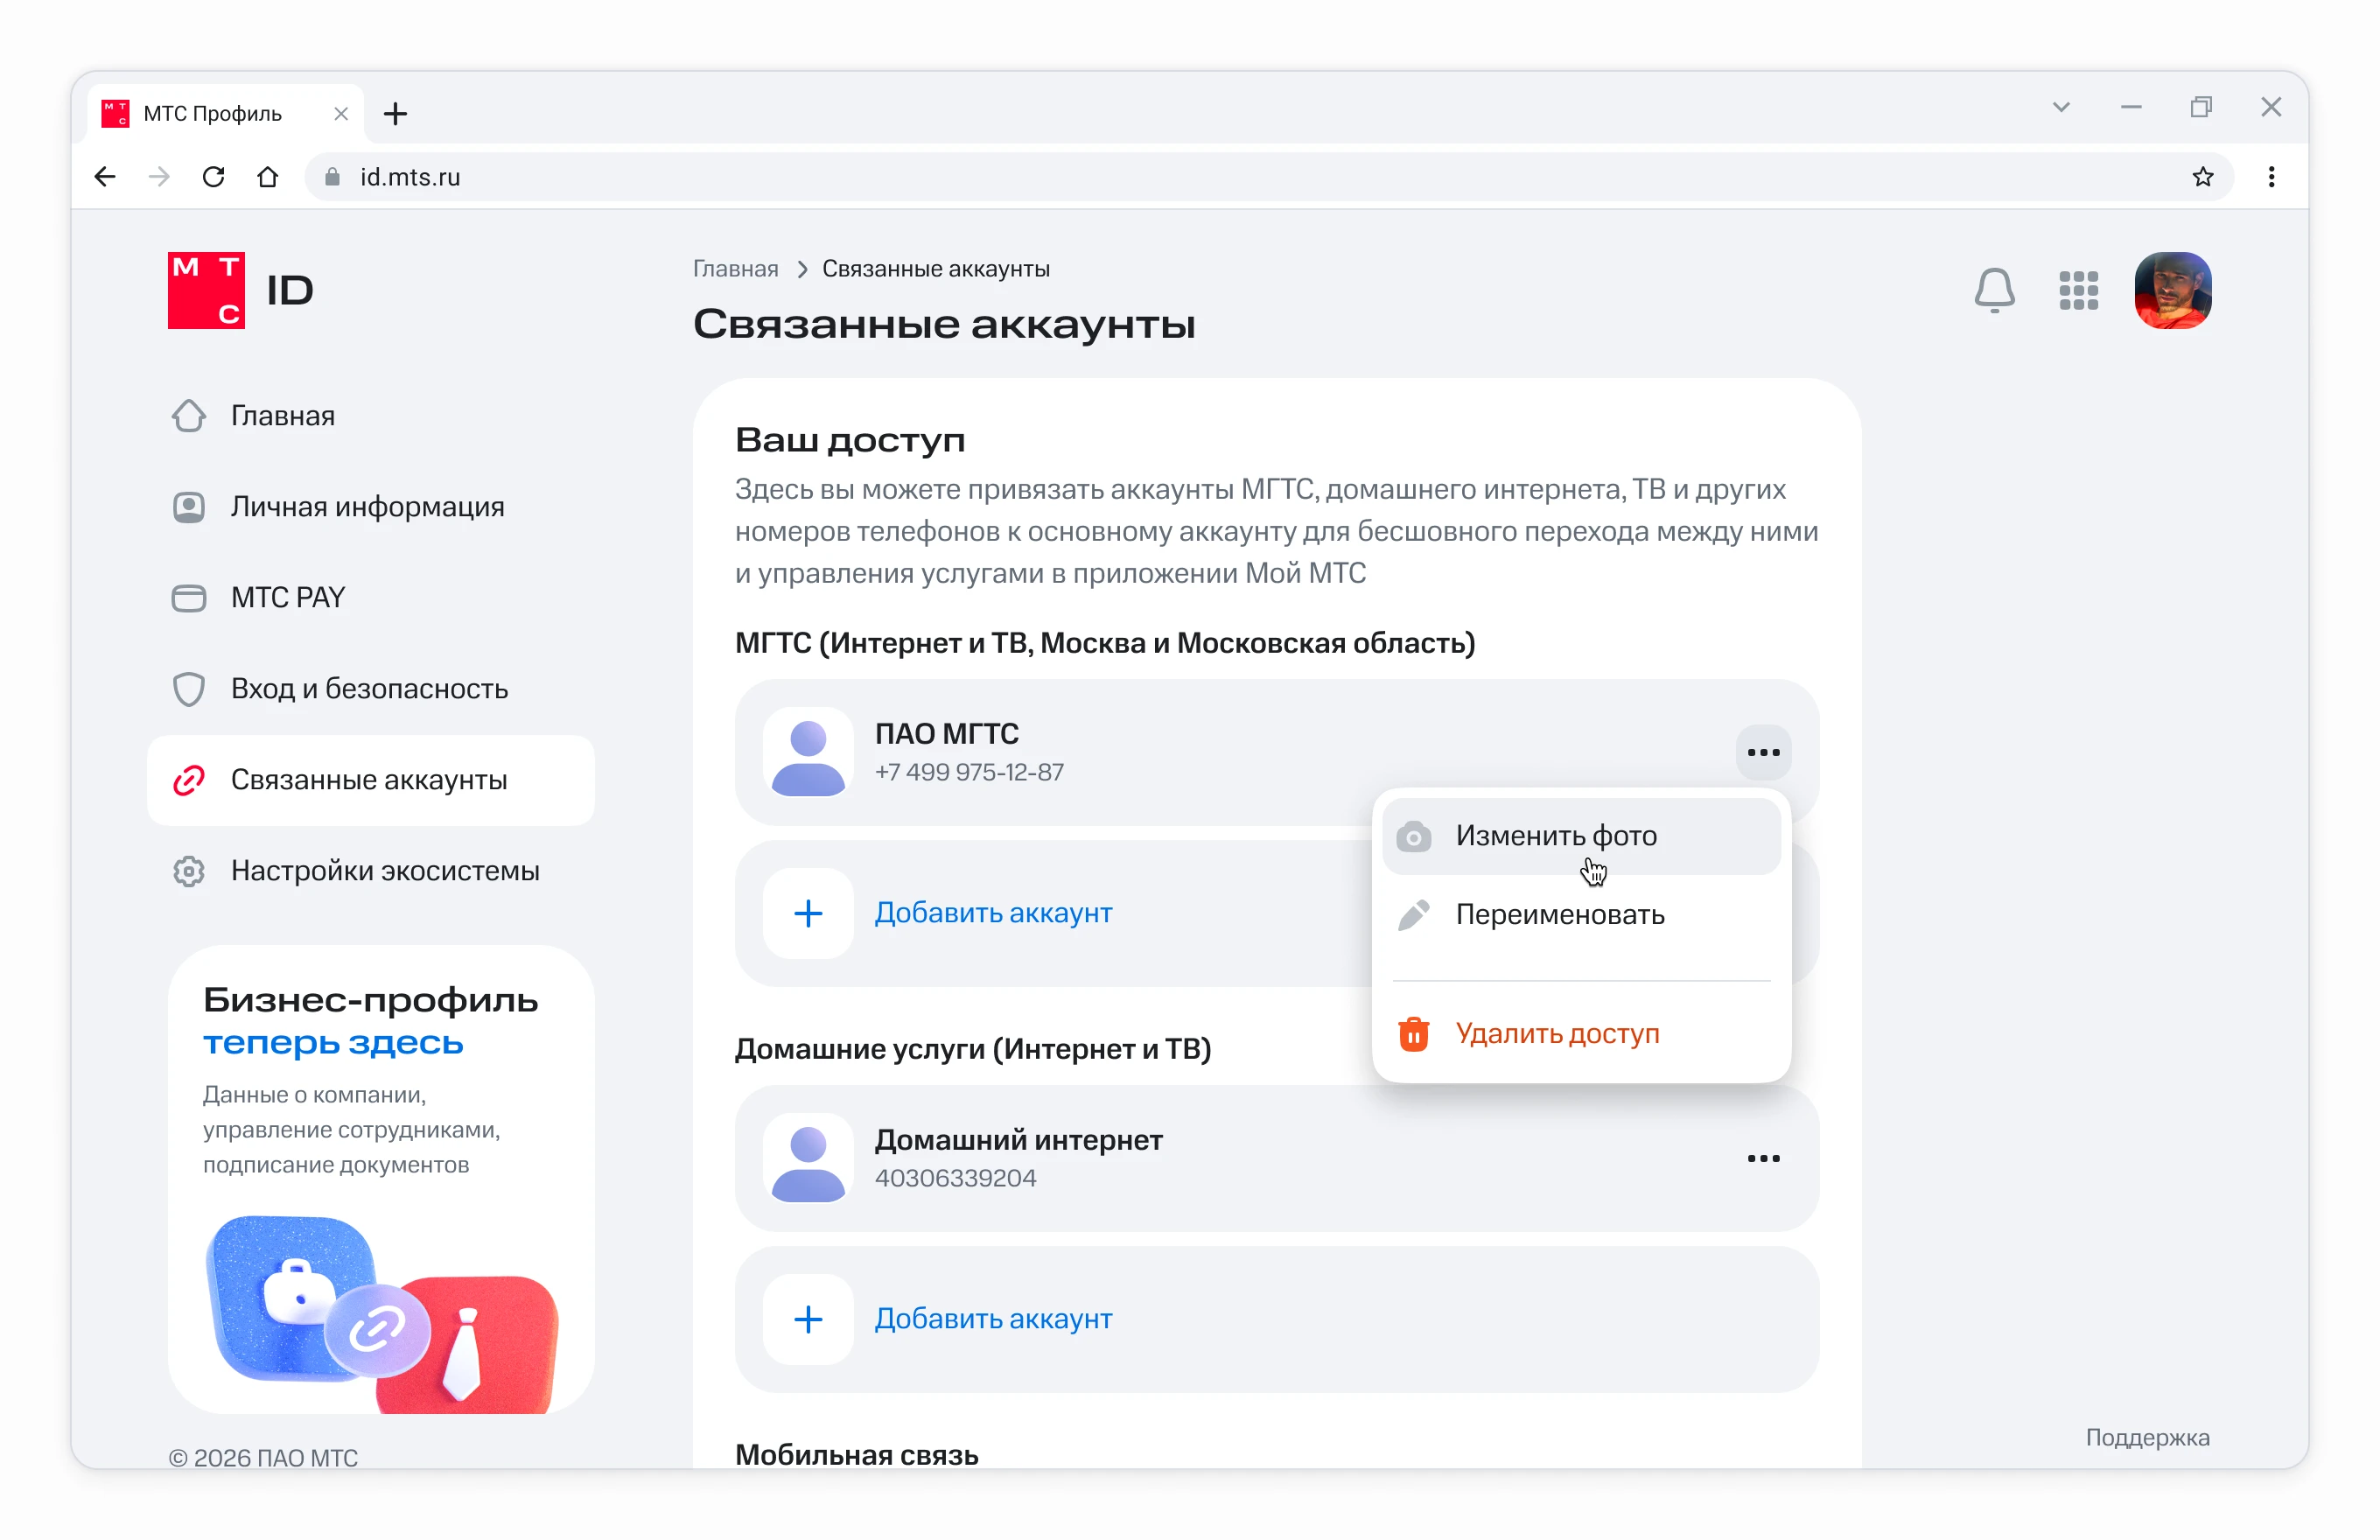 МТС
МТС Профиль
id.mts.ru
МТС
ID
Главная
Личная информация
МТС PAY
Вход и безопасность
Связанные аккаунты
Настройки экосистемы
Бизнес-профиль
теперь здесь
Данные о компании,
управление сотрудниками,
подписание документов
© 2026 ПАО МТС
Главная > Связанные аккаунты
Связанные аккаунты
Ваш доступ
Здесь вы можете привязать аккаунты МГТС, домашнего интернета, ТВ и других
номеров телефонов к основному аккаунту для бесшовного перехода между ними
и управления услугами в приложении Мой МТС
МГТС (Интернет и ТВ, Москва и Московская область)
ПАО МГТС
+7 499 975-12-87
Изменить фото
Переименовать
Удалить доступ
Добавить аккаунт
Домашние услуги (Интернет и ТВ)
Домашний интернет
40306339204
Добавить аккаунт
Мобильная связь
Поддержка